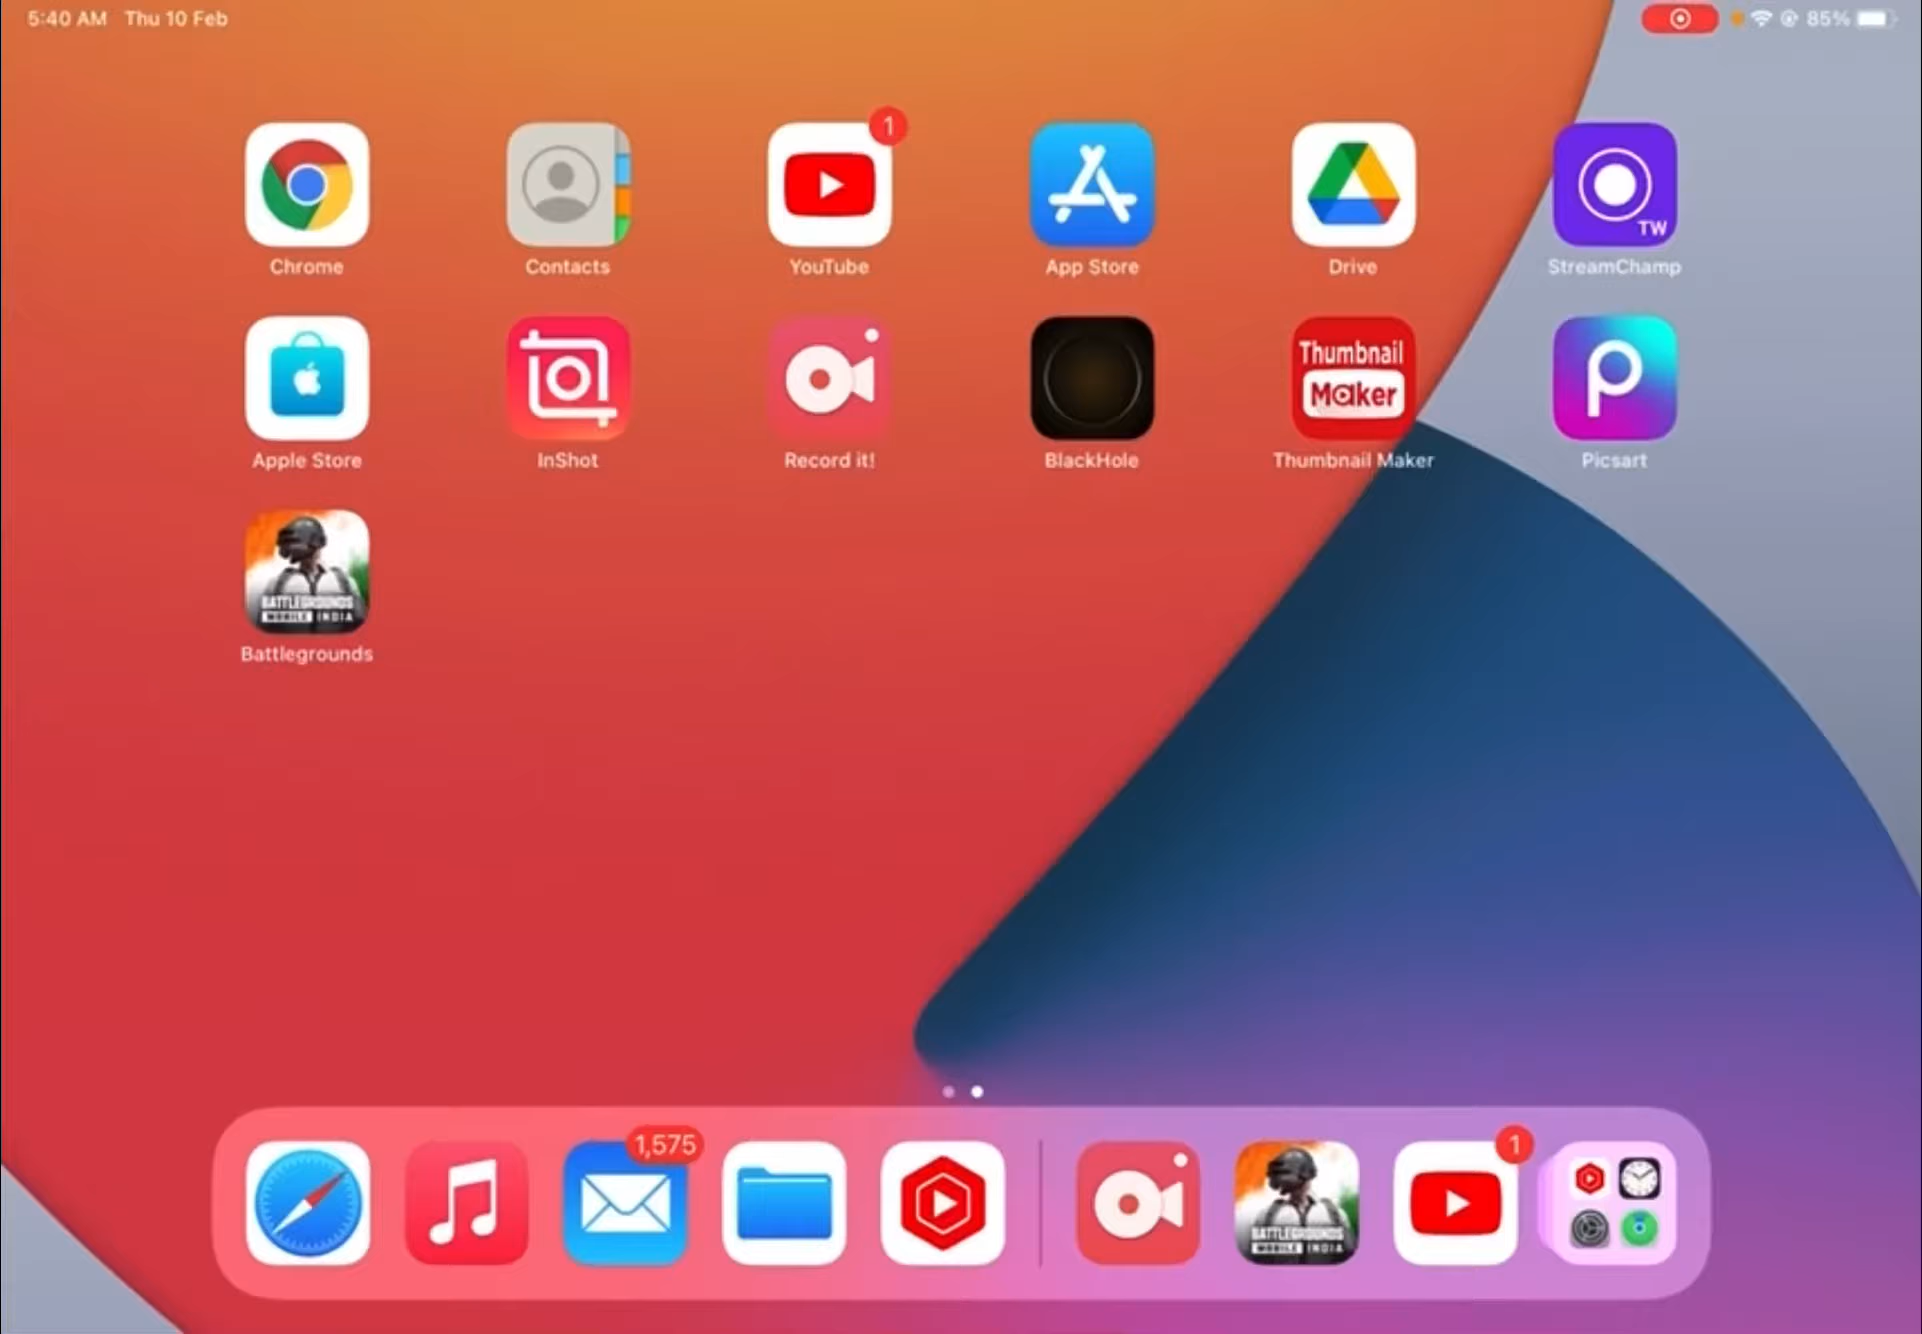 5:40 AM Thu 10 Feb
85%
1
TW
Chrome
Contacts
YouTube
App Store
Drive
StreamChamp
Thumbnail
Maker
Apple Store
InShot
Record it!
BlackHole
Thumbnail Maker
Picsart
BATTLEGROUNDS
MOBILE INDIA
Battlegrounds
1,575
1
BATTLEGROUNDS
MOBILE INDIA